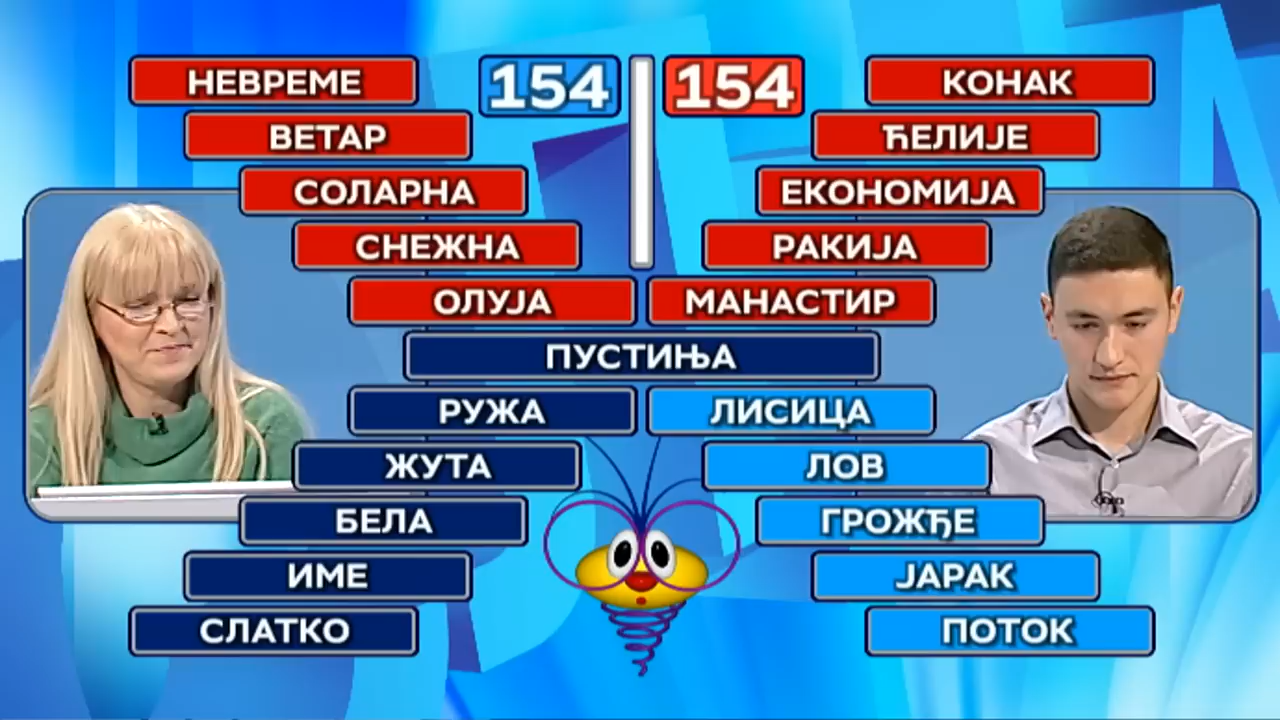 НЕВРЕМЕ 154 154 КОНАК
ВЕТАР ЋЕЛИЈЕ
СОЛАРНА ЕКОНОМИЈА
СНЕЖНА РАКИЈА
ОЛУЈА МАНАСТИР
ПУСТИЊА
РУЖА ЛИСИЦА
ЖУТА ЛОВ
БЕЛА ГРОЖЂЕ
ИМЕ ЈАРАК
СЛАТКО ПОТОК